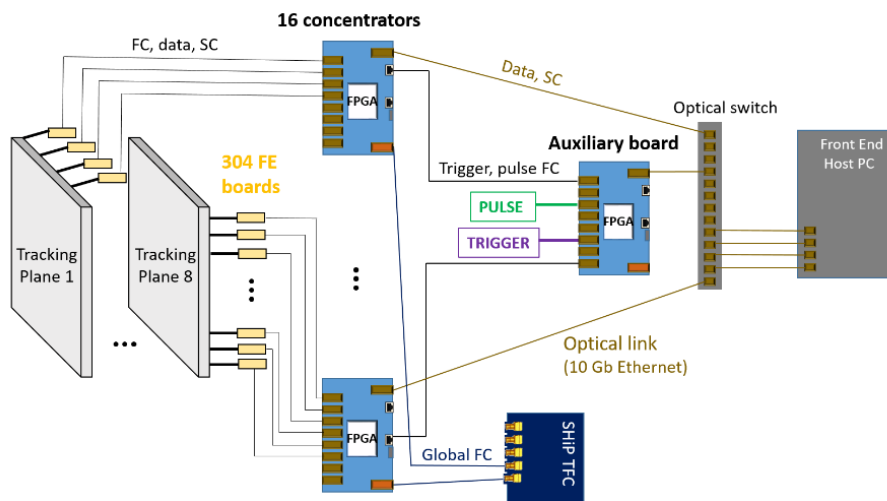 16 concentrators
FC, data, SC
FPGA
Data, SC
Optical switch
Front End
Host PC
Auxiliary board
304 FE
boards
Trigger, pulse FC
PULSE
TRIGGER
FPGA
Tracking
Plane 1
Tracking
Plane 8
...
...
...
Optical link
(10 Gb Ethernet)
FPGA
Global FC
SHiP TFC